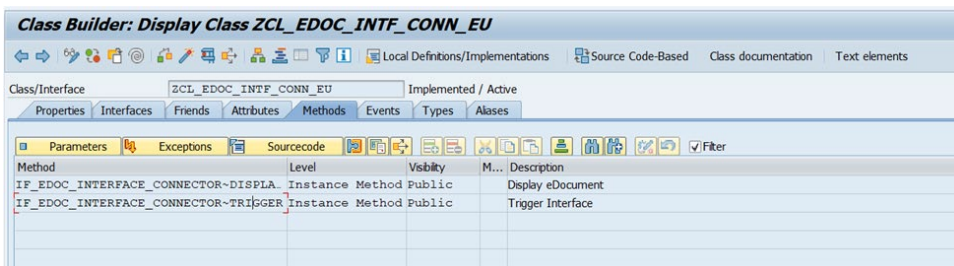 Class Builder: Display Class ZCL_EDOC_INTF_CONN_EU
Local Definitions/Implementations Source Code-Based Class documentation Text elements
Class/Interface ZCL_EDOC_INTF_CONN_EU Implemented / Active
Properties Interfaces Friends Attributes Methods Events Types Aliases
Parameters Exceptions Sourcecode Filter
Method Level Visibility M... Description
IF_EDOC_INTERFACE_CONNECTOR~DISPLA… Instance Method Public Display eDocument
IF_EDOC_INTERFACE_CONNECTOR~TRIGGER Instance Method Public Trigger Interface